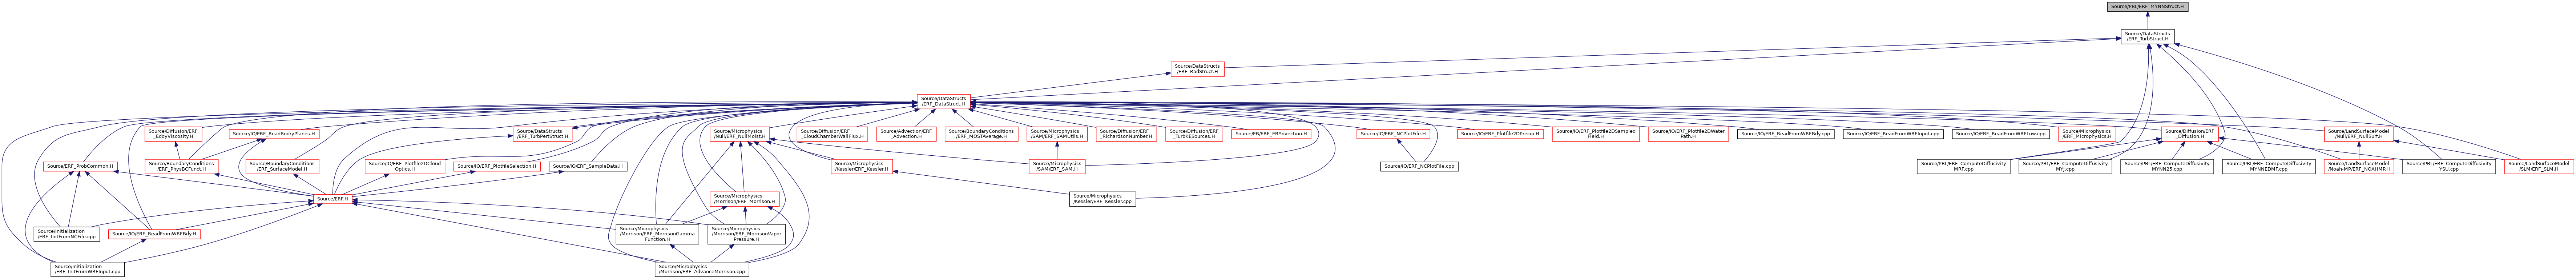 Source/PBL/ERF_MYNNStruct.H
Source/DataStructs
/ERF_TurbStruct.H
Source/DataStructs
/ERF_RadStruct.H
Source/DataStructs
/ERF_DataStruct.H
Source/Diffusion/ERF
_EddyViscosity.H
Source/IO/ERF_ReadBndryPlanes.H
Source/DataStructs
/ERF_TurbPertStruct.H
Source/Microphysics
/Null/ERF_NullMoist.H
Source/Diffusion/ERF
_CloudChamberWallFlux.H
Source/Advection/ERF
_Advection.H
Source/BoundaryConditions
/ERF_MOSTAverage.H
Source/Microphysics
/SAM/ERF_SAMUtils.H
Source/Diffusion/ERF
_RichardsonNumber.H
Source/Diffusion/ERF
_TurbKESources.H
Source/EB/ERF_EBAdvection.H
Source/IO/ERF_NCPlotFile.H
Source/IO/ERF_Plotfile2DPrecip.H
Source/IO/ERF_Plotfile2DSampled
Field.H
Source/IO/ERF_Plotfile2DWater
Path.H
Source/IO/ERF_ReadFromWRFBdy.cpp
Source/IO/ERF_ReadFromWRFInput.cpp
Source/IO/ERF_ReadFromWRFLow.cpp
Source/Microphysics
/ERF_Microphysics.H
Source/Diffusion/ERF
_Diffusion.H
Source/LandSurfaceModel
/Null/ERF_NullSurf.H
Source/ERF_ProbCommon.H
Source/BoundaryConditions
/ERF_PhysBCFunct.H
Source/BoundaryConditions
/ERF_SurfaceModel.H
Source/IO/ERF_Plotfile2DCloud
Optics.H
Source/IO/ERF_PlotfileSelection.H
Source/IO/ERF_SampleData.H
Source/Microphysics
/Kessler/ERF_Kessler.H
Source/Microphysics
/SAM/ERF_SAM.H
Source/IO/ERF_NCPlotFile.cpp
Source/PBL/ERF_ComputeDiffusivity
MRF.cpp
Source/PBL/ERF_ComputeDiffusivity
MYJ.cpp
Source/PBL/ERF_ComputeDiffusivity
MYNN25.cpp
Source/PBL/ERF_ComputeDiffusivity
MYNNEDMF.cpp
Source/LandSurfaceModel
/Noah-MP/ERF_NOAHMP.H
Source/PBL/ERF_ComputeDiffusivity
YSU.cpp
Source/LandSurfaceModel
/SLM/ERF_SLM.H
Source/ERF.H
Source/Microphysics
/Morrison/ERF_Morrison.H
Source/Microphysics
/Kessler/ERF_Kessler.cpp
Source/Initialization
/ERF_InitFromNCFile.cpp
Source/IO/ERF_ReadFromWRFBdy.H
Source/Microphysics
/Morrison/ERF_MorrisonGamma
Function.H
Source/Microphysics
/Morrison/ERF_MorrisonVapor
Pressure.H
Source/Initialization
/ERF_InitFromWRFInput.cpp
Source/Microphysics
/Morrison/ERF_AdvanceMorrison.cpp